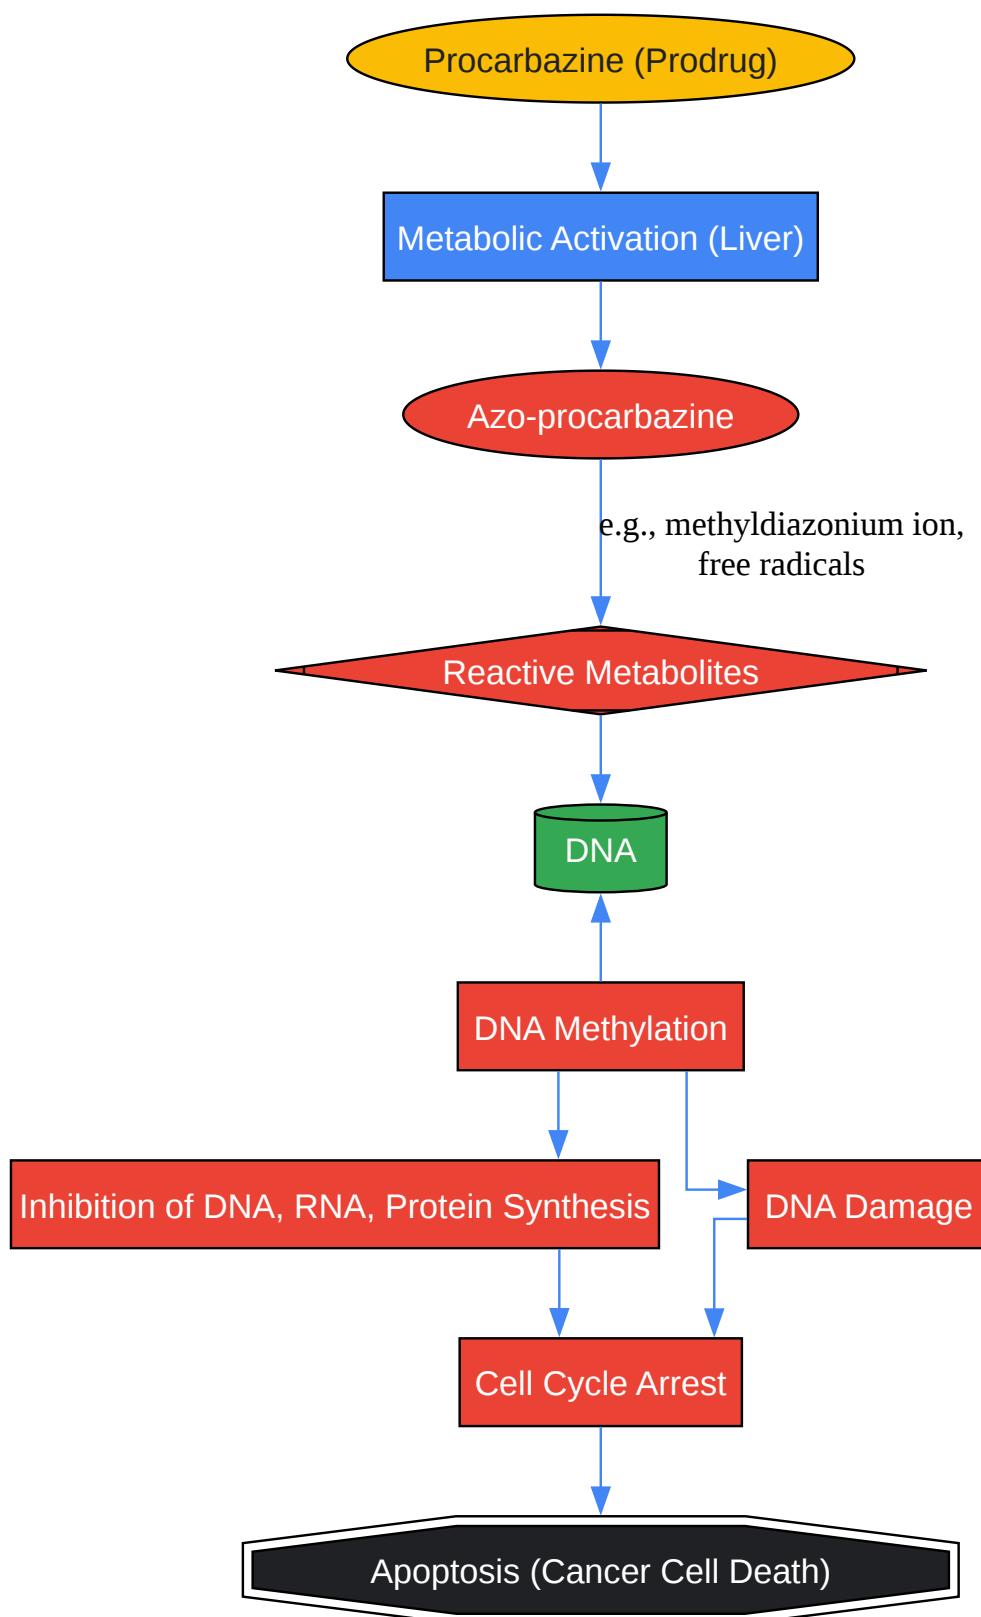 Procarbazine (Prodrug)
Metabolic Activation (Liver)
Azo-procarbazine
e.g., methyldiazonium ion,
free radicals
Reactive Metabolites
DNA
DNA Methylation
Inhibition of DNA, RNA, Protein Synthesis
DNA Damage
Cell Cycle Arrest
Apoptosis (Cancer Cell Death)